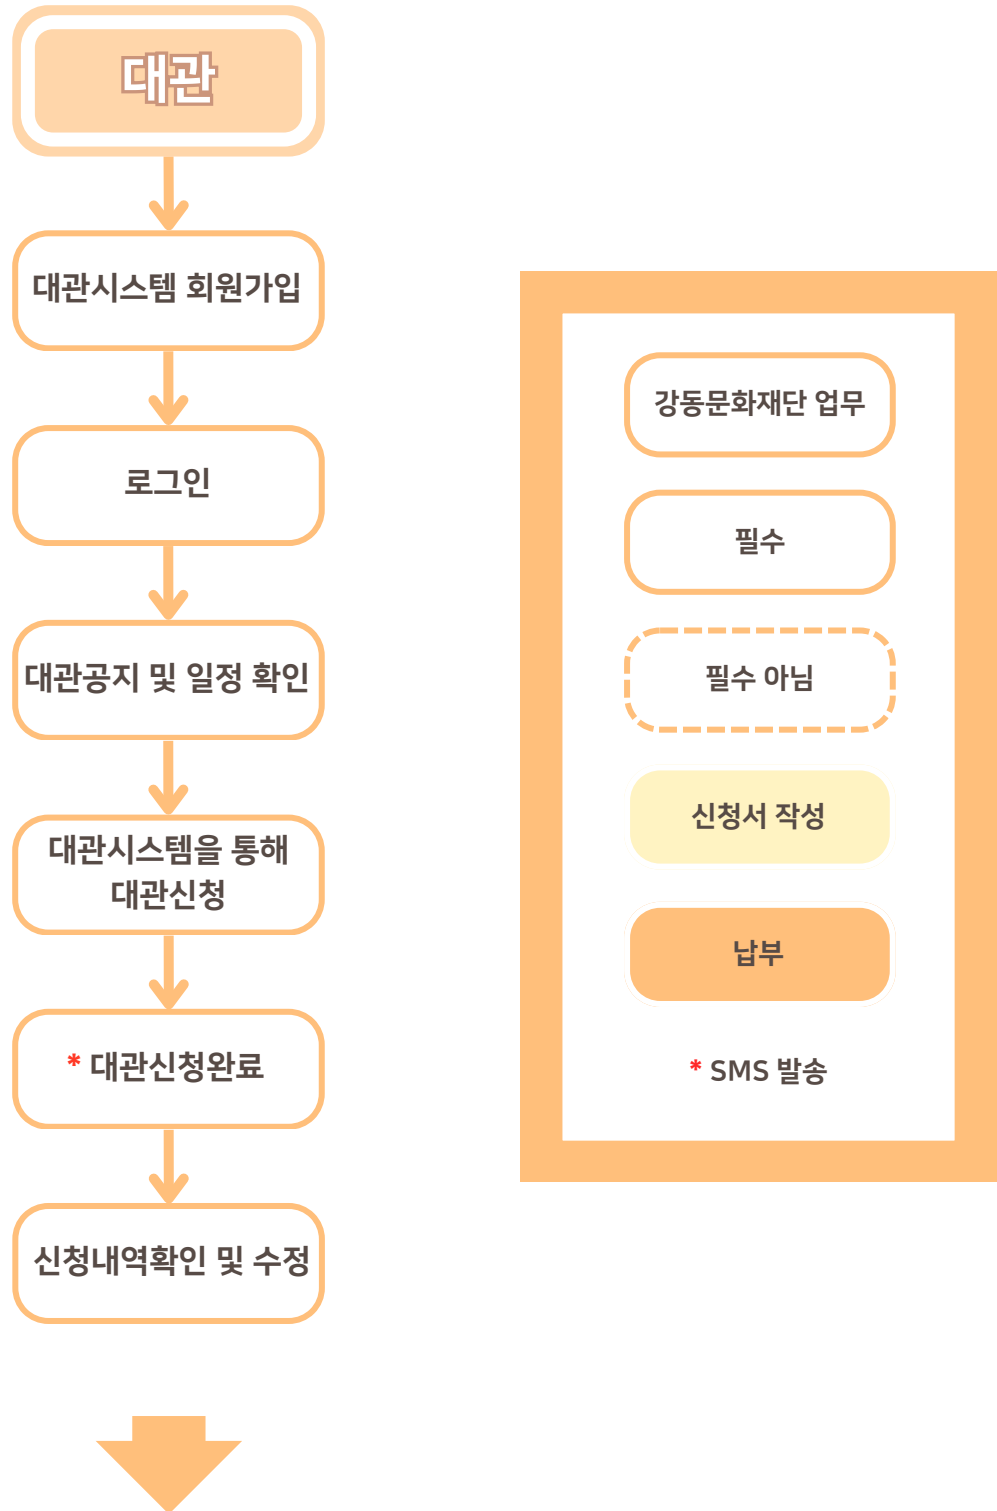 대관
대관시스템 회원가입
로그인
대관공지 및 일정 확인
대관시스템을 통해
대관신청
* 대관신청완료
신청내역확인 및 수정
강동문화재단 업무
필수
필수 아님
신청서 작성
납부
* SMS 발송